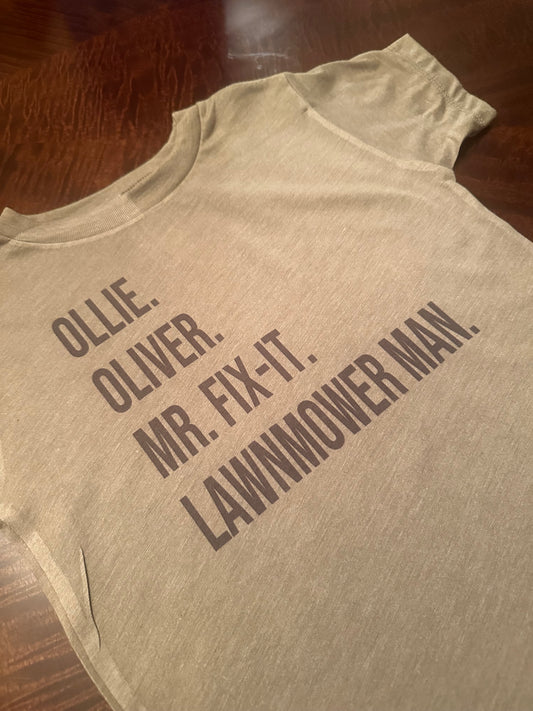 OLLIE.
OLIVER.
MR. FIX-IT.
LAWNMOWER MAN.